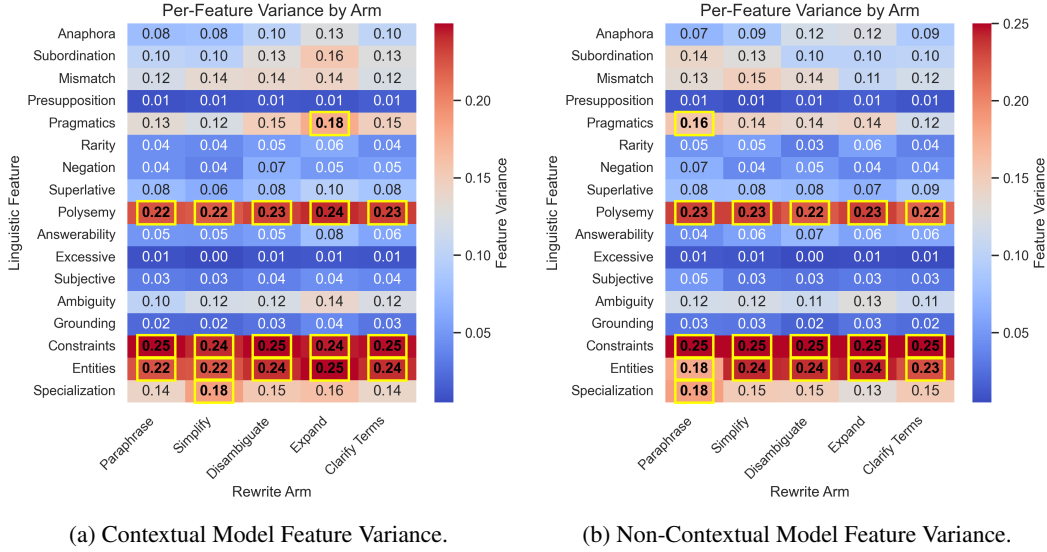 Per-Feature Variance by Arm
Linguistic Feature
Anaphora 0.08 0.08 0.10 0.13 0.10
Subordination 0.10 0.10 0.13 0.16 0.13
Mismatch 0.12 0.14 0.14 0.14 0.12
Presupposition 0.01 0.01 0.01 0.01 0.01
Pragmatics 0.13 0.12 0.15 0.18 0.15
Rarity 0.04 0.04 0.05 0.06 0.04
Negation 0.04 0.04 0.07 0.05 0.05
Superlative 0.08 0.06 0.08 0.10 0.08
Polysemy 0.22 0.22 0.23 0.24 0.23
Answerability 0.05 0.05 0.05 0.08 0.06
Excessive 0.01 0.00 0.01 0.01 0.01
Subjective 0.03 0.03 0.04 0.04 0.04
Ambiguity 0.10 0.12 0.12 0.14 0.12
Grounding 0.02 0.02 0.03 0.04 0.03
Constraints 0.25 0.24 0.25 0.24 0.25
Entities 0.22 0.22 0.24 0.25 0.24
Specialization 0.14 0.18 0.15 0.16 0.14
Paraphrase Simplify Disambiguate Expand Clarify Terms
Rewrite Arm
0.20
0.15
0.10
0.05
Feature Variance
(a) Contextual Model Feature Variance.
Per-Feature Variance by Arm
Linguistic Feature
Anaphora 0.07 0.09 0.12 0.12 0.09
Subordination 0.14 0.13 0.10 0.10 0.10
Mismatch 0.13 0.15 0.14 0.11 0.12
Presupposition 0.01 0.01 0.01 0.01 0.01
Pragmatics 0.16 0.14 0.14 0.14 0.12
Rarity 0.05 0.05 0.03 0.06 0.04
Negation 0.07 0.04 0.05 0.05 0.04
Superlative 0.08 0.08 0.08 0.07 0.09
Polysemy 0.23 0.23 0.22 0.23 0.22
Answerability 0.04 0.06 0.07 0.06 0.06
Excessive 0.01 0.01 0.00 0.01 0.01
Subjective 0.05 0.03 0.03 0.03 0.03
Ambiguity 0.12 0.12 0.11 0.13 0.11
Grounding 0.03 0.03 0.02 0.03 0.02
Constraints 0.25 0.25 0.25 0.25 0.25
Entities 0.18 0.24 0.24 0.24 0.23
Specialization 0.18 0.15 0.15 0.13 0.15
Paraphrase Simplify Disambiguate Expand Clarify Terms
Rewrite Arm
0.25
0.20
0.15
0.10
0.05
Feature Variance
(b) Non-Contextual Model Feature Variance.